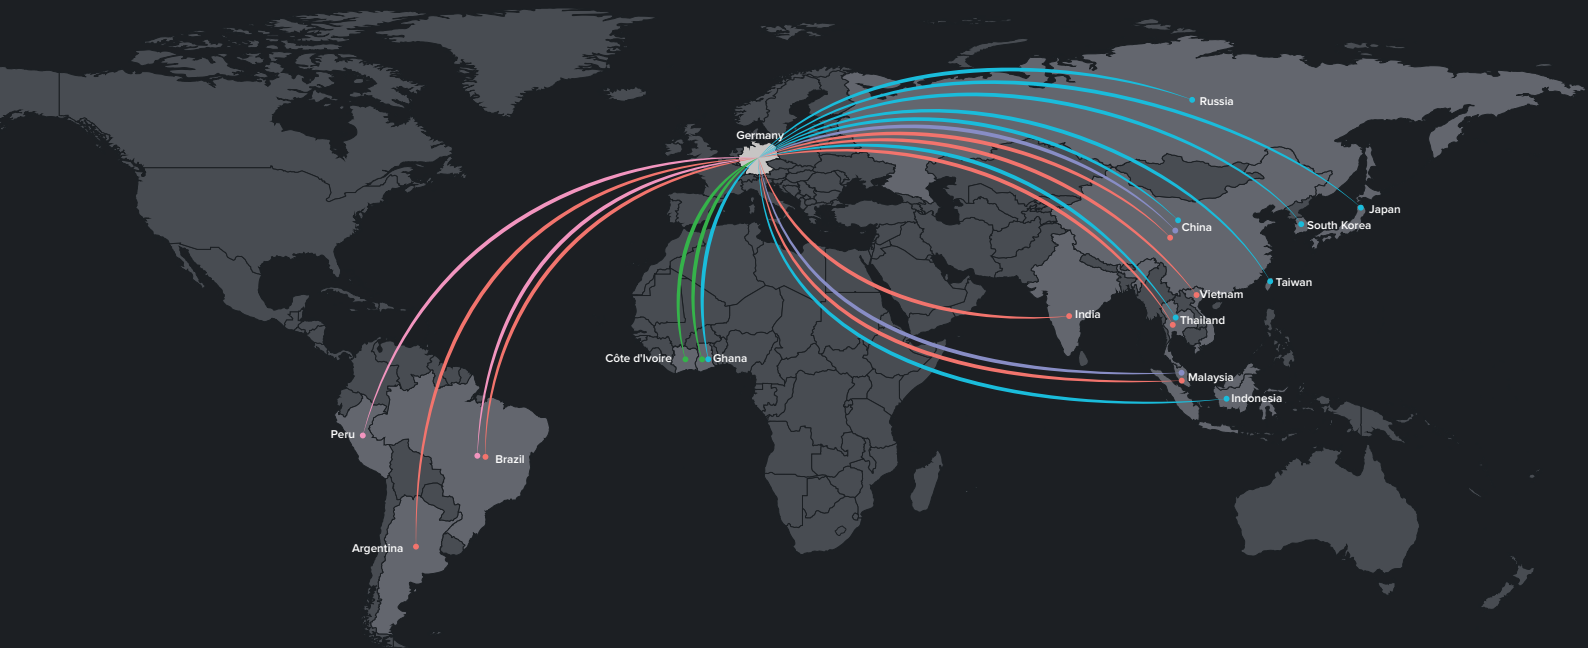 Russia
Germany
Japan
South Korea
China
Taiwan
Vietnam
India
Thailand
Côte d'Ivoire
Ghana
Malaysia
Indonesia
Peru
Brazil
Argentina